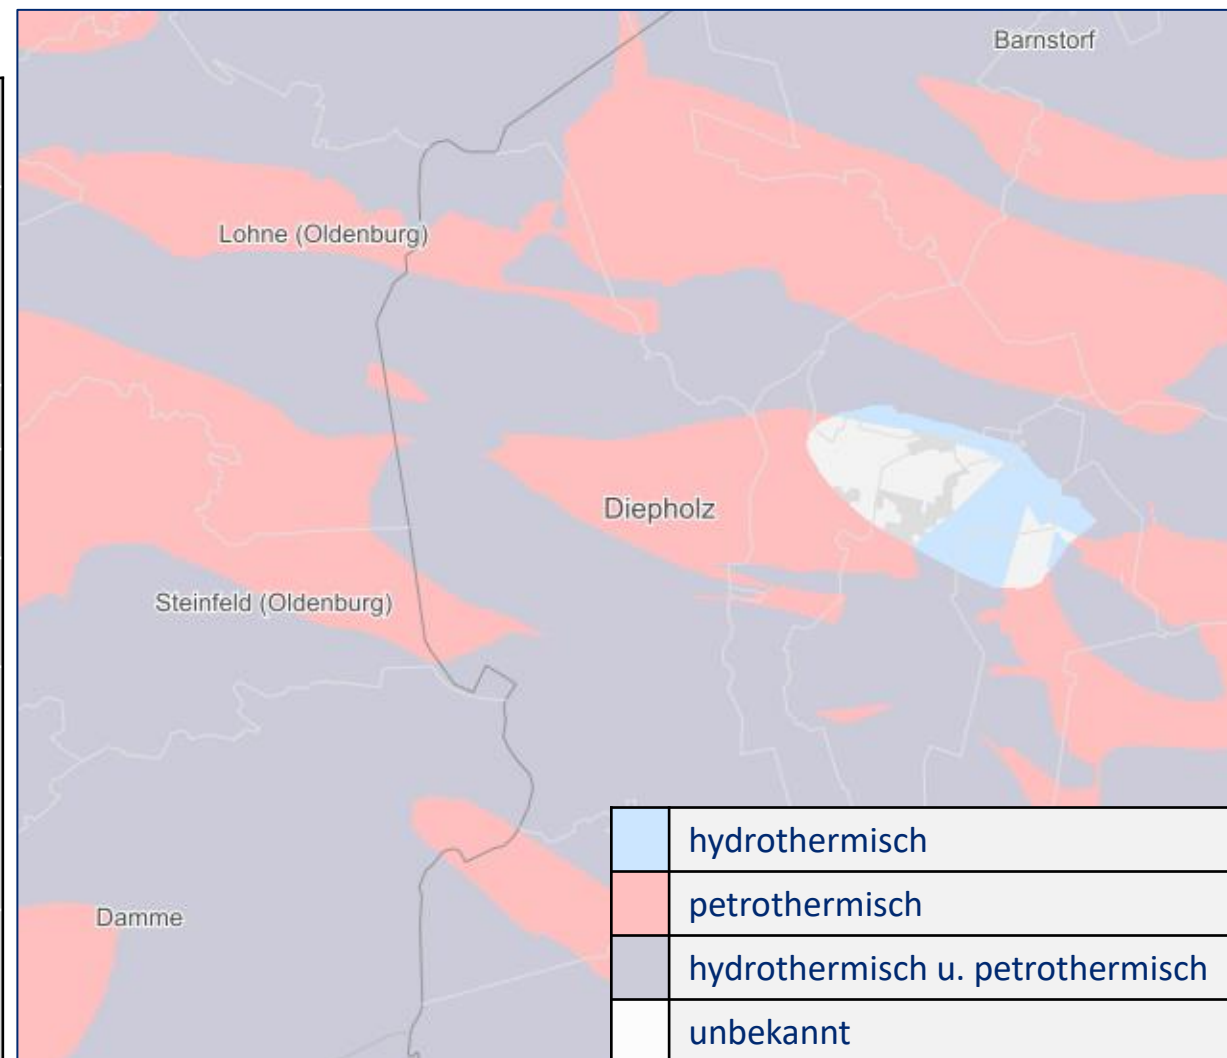 Barnstorf
Lohne (Oldenburg)
Diepholz
Steinfeld (Oldenburg)
Damme
hydrothermisch
petrothermisch
hydrothermisch u. petrothermisch
unbekannt